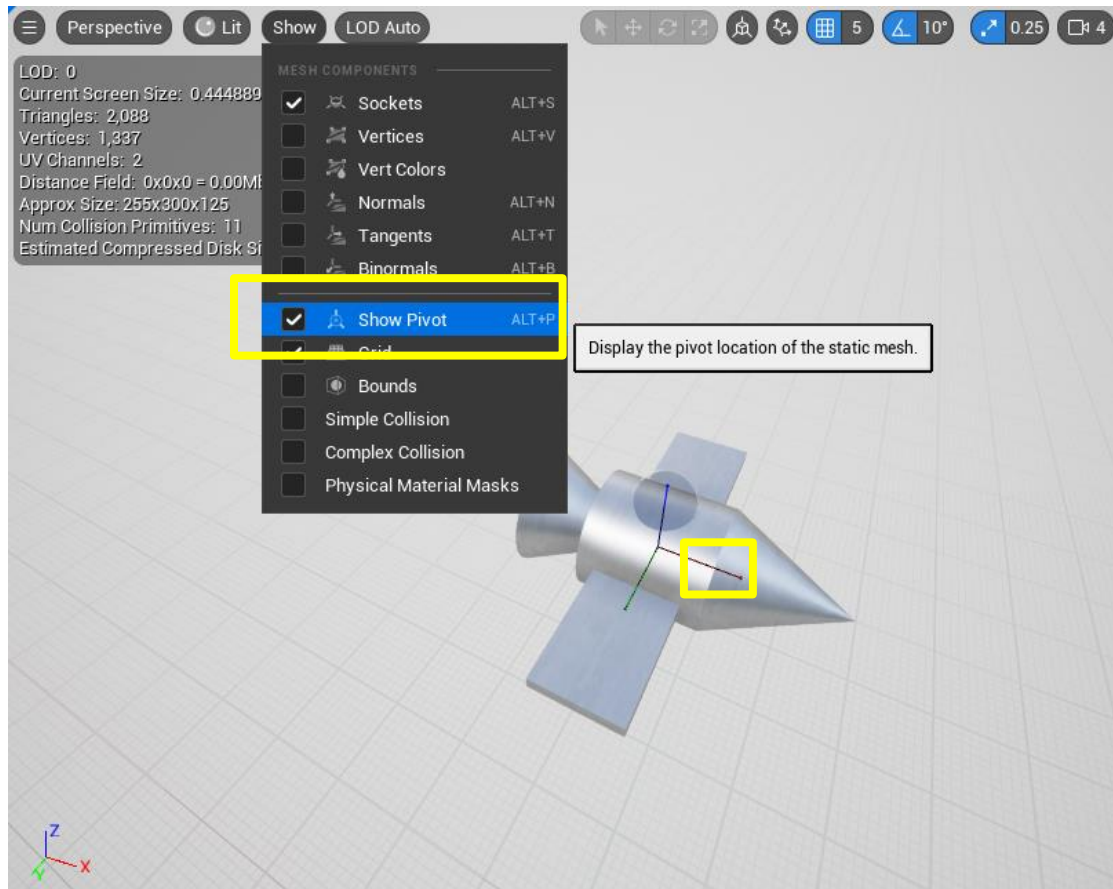 Perspective Lit Show LOD Auto 5 10° 0.25 4
LOD: 0
Current Screen Size: 0.444889
Triangles: 2,088
Vertices: 1,337
UV Channels: 2
Distance Field: 0x0x0 = 0.00Mb
Approx Size: 255x300x125
Num Collision Primitives: 11
Estimated Compressed Disk Si
MESH COMPONENTS
Sockets ALT+S
Vertices ALT+V
Vert Colors
Normals ALT+N
Tangents ALT+T
Binormals ALT+B
Show Pivot ALT+P
Grid
Bounds
Simple Collision
Complex Collision
Physical Material Masks
Display the pivot location of the static mesh.
Z
X
Y